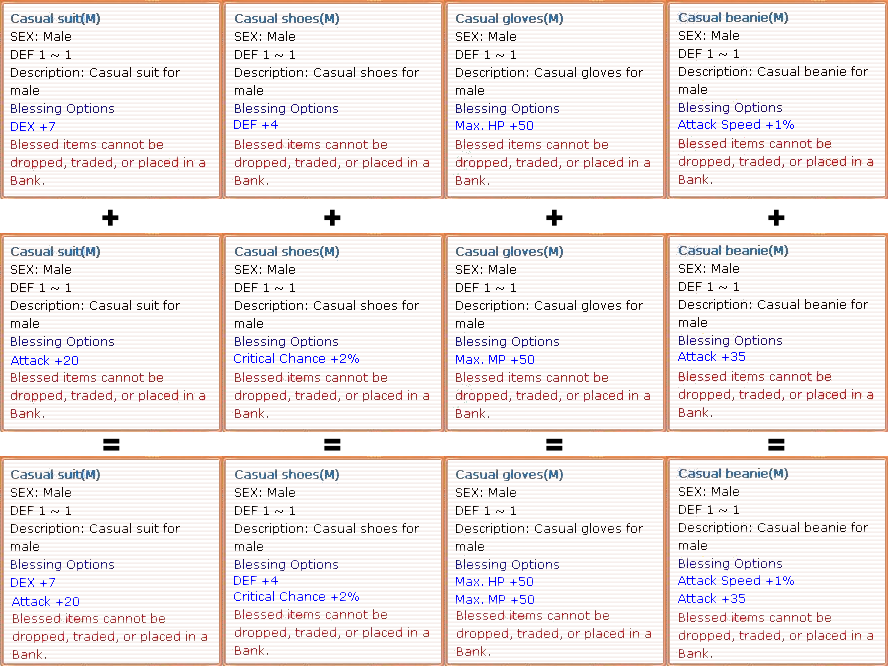 Casual suit(M)
SEX: Male
DEF 1 ~ 1
Description: Casual suit for
male
Blessing Options
DEX +7
Blessed items cannot be
dropped, traded, or placed in a
Bank.
Casual shoes(M)
SEX: Male
DEF 1 ~ 1
Description: Casual shoes for
male
Blessing Options
DEF +4
Blessed items cannot be
dropped, traded, or placed in a
Bank.
Casual gloves(M)
SEX: Male
DEF 1 ~ 1
Description: Casual gloves for
male
Blessing Options
Max. HP +50
Blessed items cannot be
dropped, traded, or placed in a
Bank.
Casual beanie(M)
SEX: Male
DEF 1 ~ 1
Description: Casual beanie for
male
Blessing Options
Attack Speed +1%
Blessed items cannot be
dropped, traded, or placed in a
Bank.
+ + + +
Casual suit(M)
SEX: Male
DEF 1 ~ 1
Description: Casual suit for
male
Blessing Options
Attack +20
Blessed items cannot be
dropped, traded, or placed in a
Bank.
Casual shoes(M)
SEX: Male
DEF 1 ~ 1
Description: Casual shoes for
male
Blessing Options
Critical Chance +2%
Blessed items cannot be
dropped, traded, or placed in a
Bank.
Casual gloves(M)
SEX: Male
DEF 1 ~ 1
Description: Casual gloves for
male
Blessing Options
Max. MP +50
Blessed items cannot be
dropped, traded, or placed in a
Bank.
Casual beanie(M)
SEX: Male
DEF 1 ~ 1
Description: Casual beanie for
male
Blessing Options
Attack +35
Blessed items cannot be
dropped, traded, or placed in a
Bank.
= = = =
Casual suit(M)
SEX: Male
DEF 1 ~ 1
Description: Casual suit for
male
Blessing Options
DEX +7
Attack +20
Blessed items cannot be
dropped, traded, or placed in a
Bank.
Casual shoes(M)
SEX: Male
DEF 1 ~ 1
Description: Casual shoes for
male
Blessing Options
DEF +4
Critical Chance +2%
Blessed items cannot be
dropped, traded, or placed in a
Bank.
Casual gloves(M)
SEX: Male
DEF 1 ~ 1
Description: Casual gloves for
male
Blessing Options
Max. HP +50
Max. MP +50
Blessed items cannot be
dropped, traded, or placed in a
Bank.
Casual beanie(M)
SEX: Male
DEF 1 ~ 1
Description: Casual beanie for
male
Blessing Options
Attack Speed +1%
Attack +35
Blessed items cannot be
dropped, traded, or placed in a
Bank.